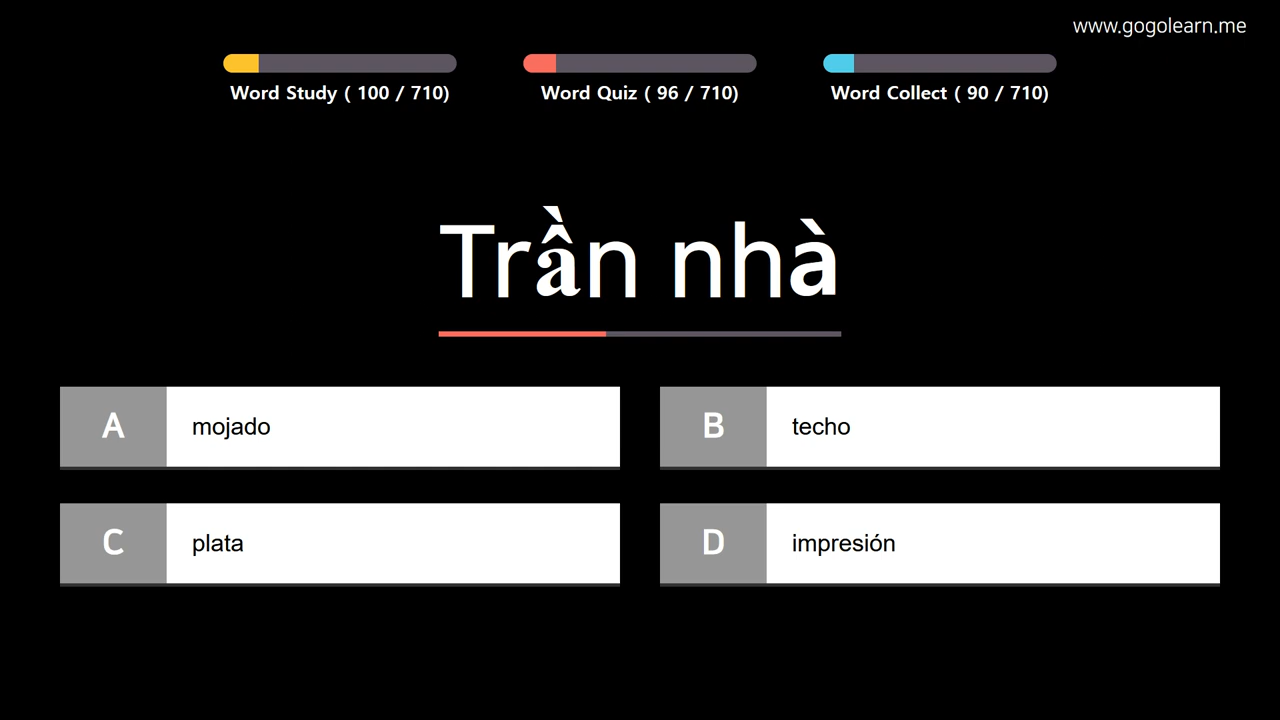 www.gogolearn.me
Word Study ( 100 / 710)
Word Quiz ( 96 / 710)
Word Collect ( 90 / 710)
Trần nhà
A
mojado
B
techo
C
plata
D
impresión